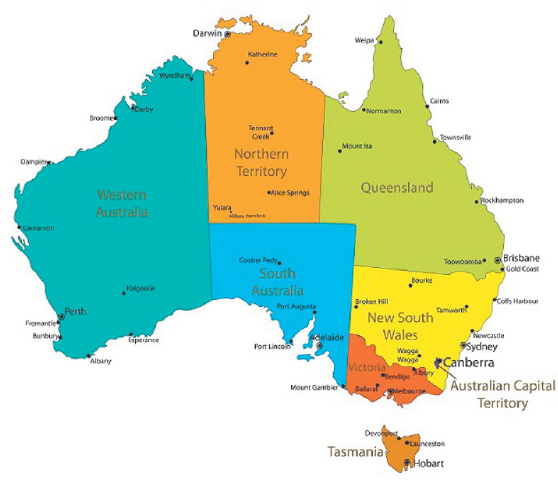 Darwin
Katherine
Weipa
Wyndham
Derby
Broome
Normanton
Cairns
Tennant
Creek
Townsville
Mount Isa
Dampier
Northern
Territory
Queensland
Western
Australia
Alice Springs
Yulara
Rockhampton
Carnarvon
Coober Pedy
Toowoomba
Brisbane
Gold Coast
South
Australia
Kalgoolie
Bourke
Broken Hill
Coffs Harbour
Port Augusta
Tamworth
Perth
Fremantle
New South
Wales
Bunbury
Esperance
Adelaide
Newcastle
Port Lincoln
Sydney
Albany
Wagga
Wagga
Canberra
Victoria
Albury
Bendigo
Mount Gambier
Ballarat
Melbourne
Australian Capital
Territory
Devonport
Launceston
Tasmania
Hobart